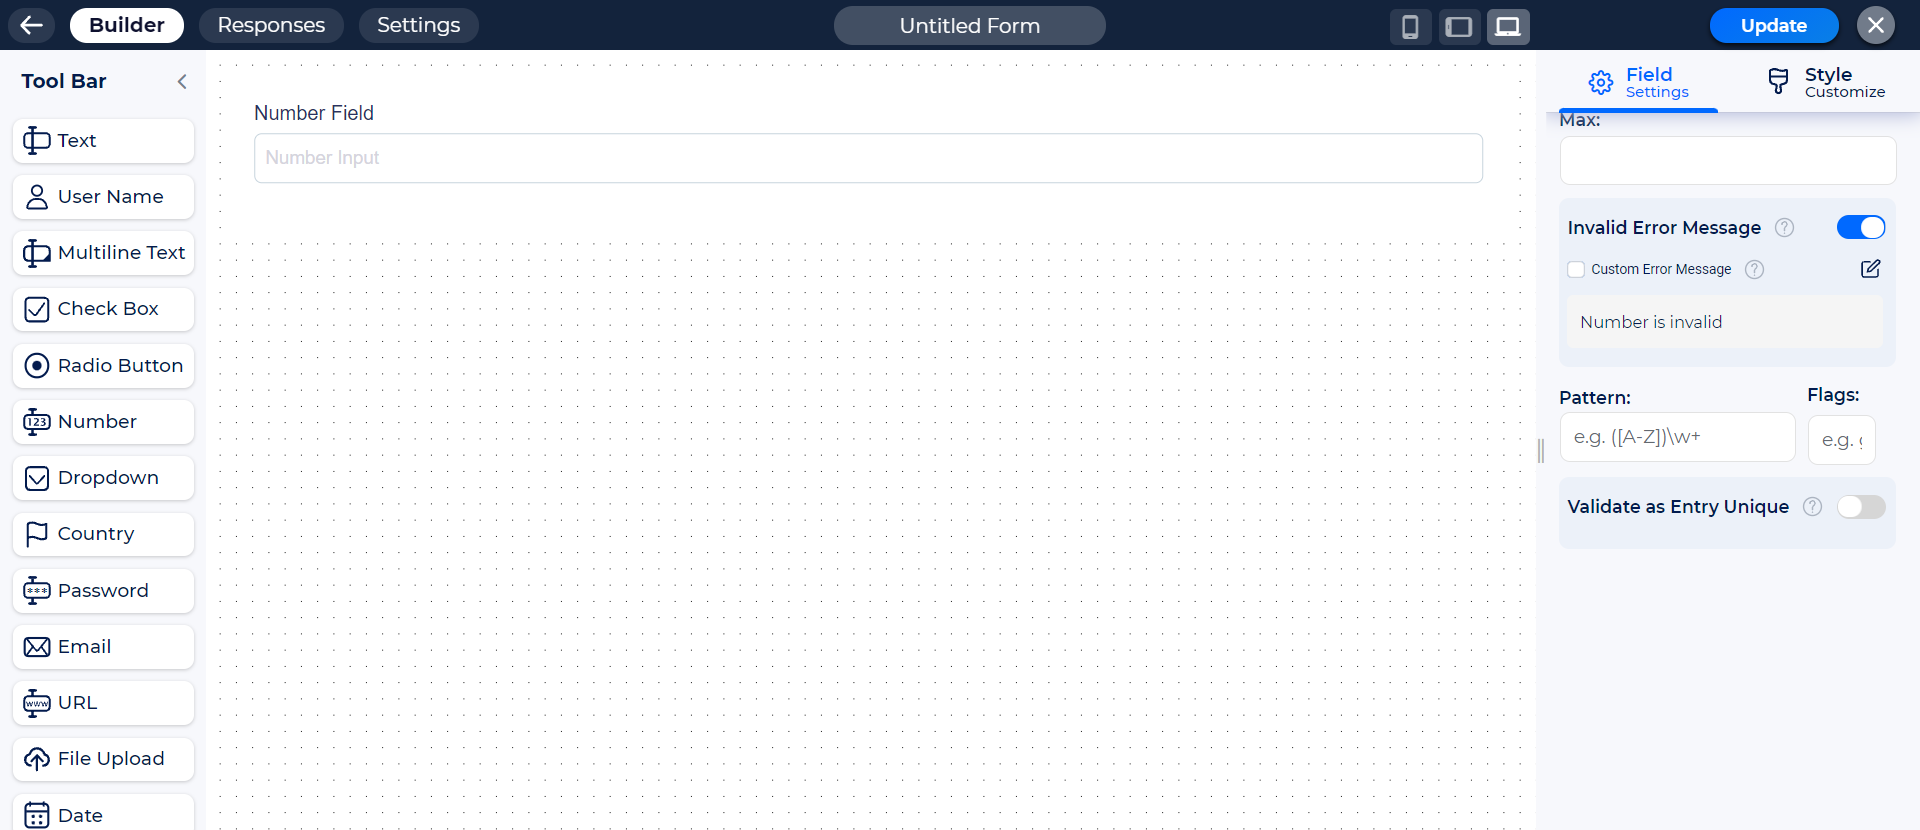 Builder
Responses
Settings
Untitled Form
Update
Tool Bar
Text
User Name
Multiline Text
Check Box
Radio Button
123
Number
Dropdown
Country
***
Password
Email
www
URL
File Upload
Date
Number Field
Number Input
Field
Settings
Style
Customize
Max:
Invalid Error Message ?
Custom Error Message ?
Number is invalid
Pattern:
Flags:
e.g. ([A-Z])\w+
e.g.
Validate as Entry Unique ?